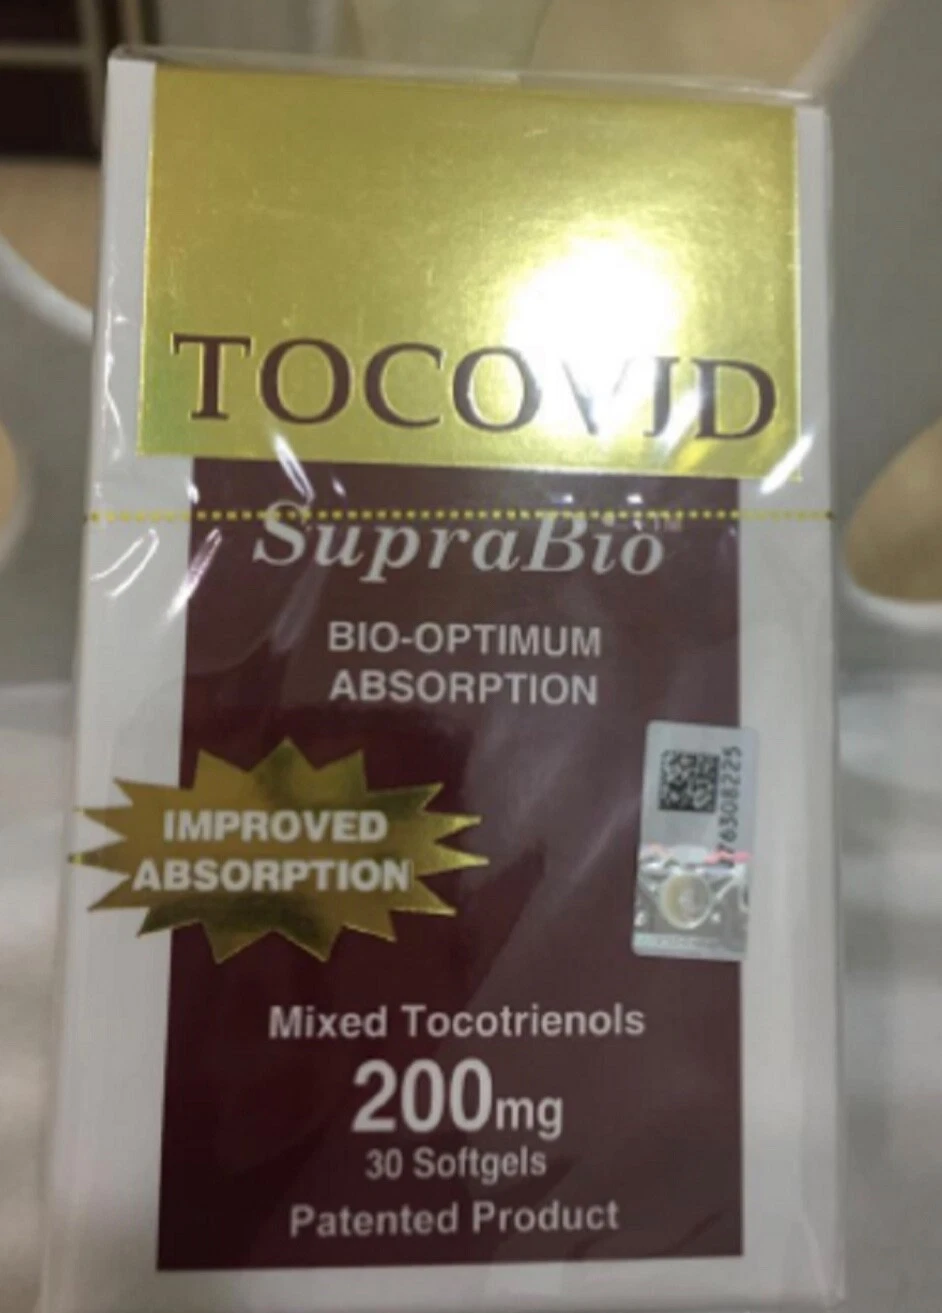 TOCOVID
SupraBio™
BIO-OPTIMUM
ABSORPTION
IMPROVED
ABSORPTION
Mixed Tocotrienols
200mg
30 Softgels
Patented Product